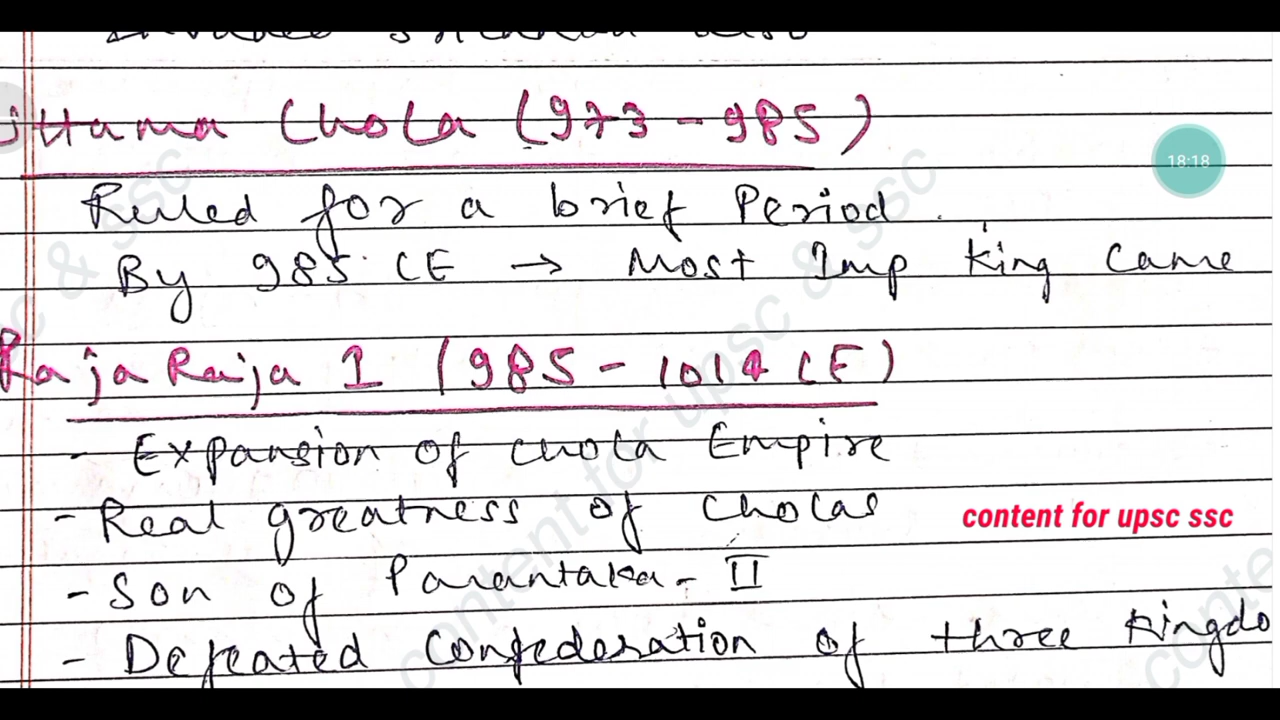 Uttama Chola (973 - 985)
18:18
Ruled for a brief Period.
By 985 CE → Most Imp king came
Raja Raja 1 (985 - 1014 CE)
- Expansion of chola Empire
- Real greatness of Cholas
content for upsc ssc
- Son of Parantaka - II
- Defeated Confederation of three kingdo